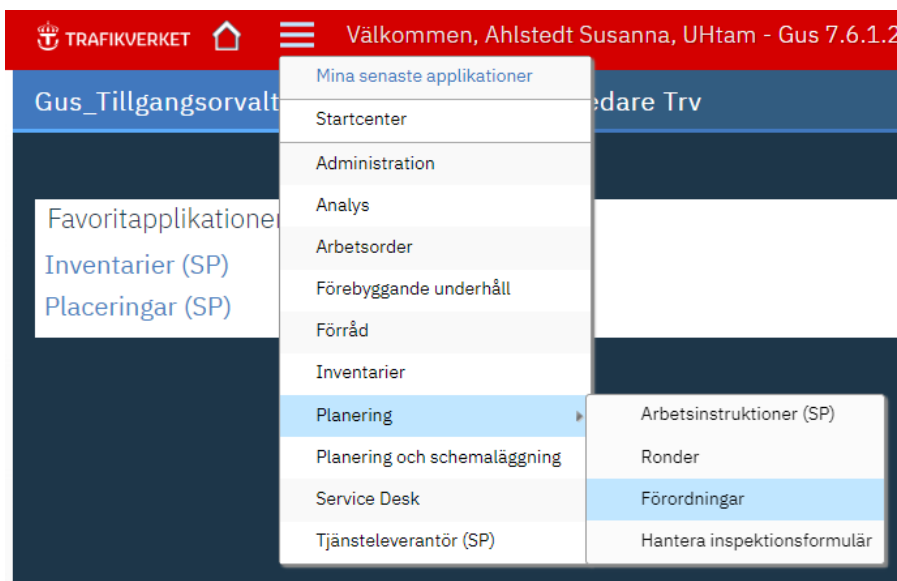 TRAFIKVERKET Välkommen, Ahlstedt Susanna, UHtam - Gus 7.6.1.2
Gus_Tillgangsorvalt edare Trv
Mina senaste applikationer
Startcenter
Administration
Analys
Arbetsorder
Förebyggande underhåll
Förråd
Inventarier
Planering
Planering och schemaläggning
Service Desk
Tjänsteleverantör (SP)
Arbetsinstruktioner (SP)
Ronder
Förordningar
Hantera inspektionsformulär
Favoritapplikationer
Inventarier (SP)
Placeringar (SP)